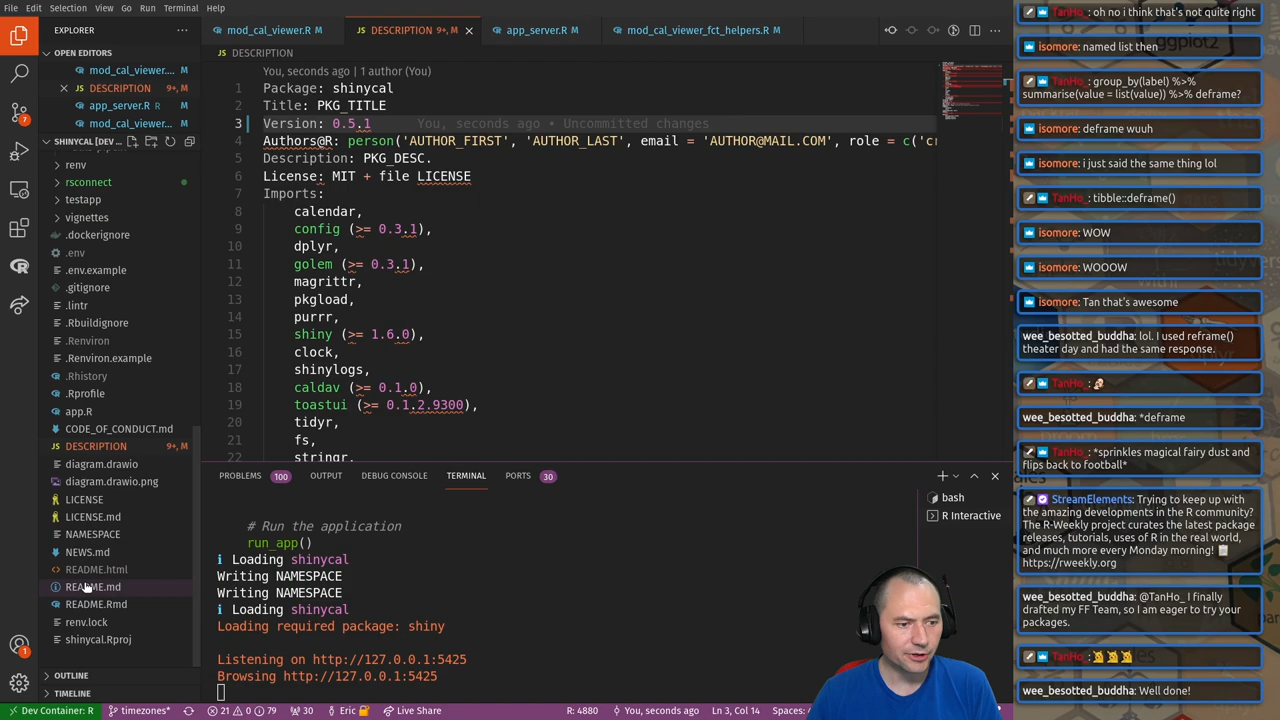 File Edit Selection View Go Run Terminal Help
EXPLORER
OPEN EDITORS
mod_cal_viewer.... M
DESCRIPTION 9+, M
app_server.R R
mod_cal_viewer... M
SHINYCAL [DEV ...
renv
rsconnect
testapp
vignettes
.dockerignore
.env
.env.example
.gitignore
.lintr
.Rbuildignore
.Renviron
.Renviron.example
.Rhistory
.Rprofile
app.R
CODE_OF_CONDUCT.md
DESCRIPTION 9+, M
diagram.drawio
diagram.drawio.png
LICENSE
LICENSE.md
NAMESPACE
NEWS.md
README.html
README.md
README.Rmd
renv.lock
shinycal.Rproj
OUTLINE
TIMELINE
7
1
mod_cal_viewer.R M
DESCRIPTION 9+, M
app_server.R
mod_cal_viewer_fct_helpers.R M
DESCRIPTION
You, seconds ago | 1 author (You)
1 Package: shinycal
2 Title: PKG_TITLE
3 Version: 0.5.1 You, seconds ago • Uncommitted changes
4 Authors@R: person('AUTHOR_FIRST', 'AUTHOR_LAST', email = 'AUTHOR@MAIL.COM', role = c('cr
5 Description: PKG_DESC.
6 License: MIT + file LICENSE
7 Imports:
8 calendar,
9 config (>= 0.3.1),
10 dplyr,
11 golem (>= 0.3.1),
12 magrittr,
13 pkgload,
14 purrr,
15 shiny (>= 1.6.0),
16 clock,
17 shinylogs,
18 caldav (>= 0.1.0),
19 toastui (>= 0.1.2.9300),
20 tidyr,
21 fs,
22 stringr,
PROBLEMS 100 OUTPUT DEBUG CONSOLE TERMINAL PORTS 30
bash
R Interactive
# Run the application
run_app()
ℹ Loading shinycal
Writing NAMESPACE
Writing NAMESPACE
ℹ Loading shinycal
Loading required package: shiny
Listening on http://127.0.0.1:5425
Browsing http://127.0.0.1:5425
Dev Container: R timezones* 21 0 79 30 Eric Live Share R: 4880 You, seconds ago Ln 3, Col 14 Spaces:
TanHo_: oh no i think that's not quite right
isomore: named list then
TanHo_: group_by(label) %>%
summarise(value = list(value)) %>% deframe?
isomore: deframe wuuh
isomore: i just said the same thing lol
TanHo_: tibble::deframe()
isomore: WOW
isomore: WOOOW
isomore: Tan that's awesome
wee_besotted_buddha: lol. I used reframe()
theater day and had the same response.
TanHo_:
wee_besotted_buddha: *deframe
TanHo_: *sprinkles magical fairy dust and
flips back to football*
StreamElements: Trying to keep up with
the amazing developments in the R community?
The R-Weekly project curates the latest package
releases, tutorials, uses of R in the real world,
and much more every Monday morning!
https://rweekly.org
wee_besotted_buddha: @TanHo_ I finally
drafted my FF Team, so I am eager to try your
packages.
TanHo_:
wee_besotted_buddha: Well done!
ggplot2